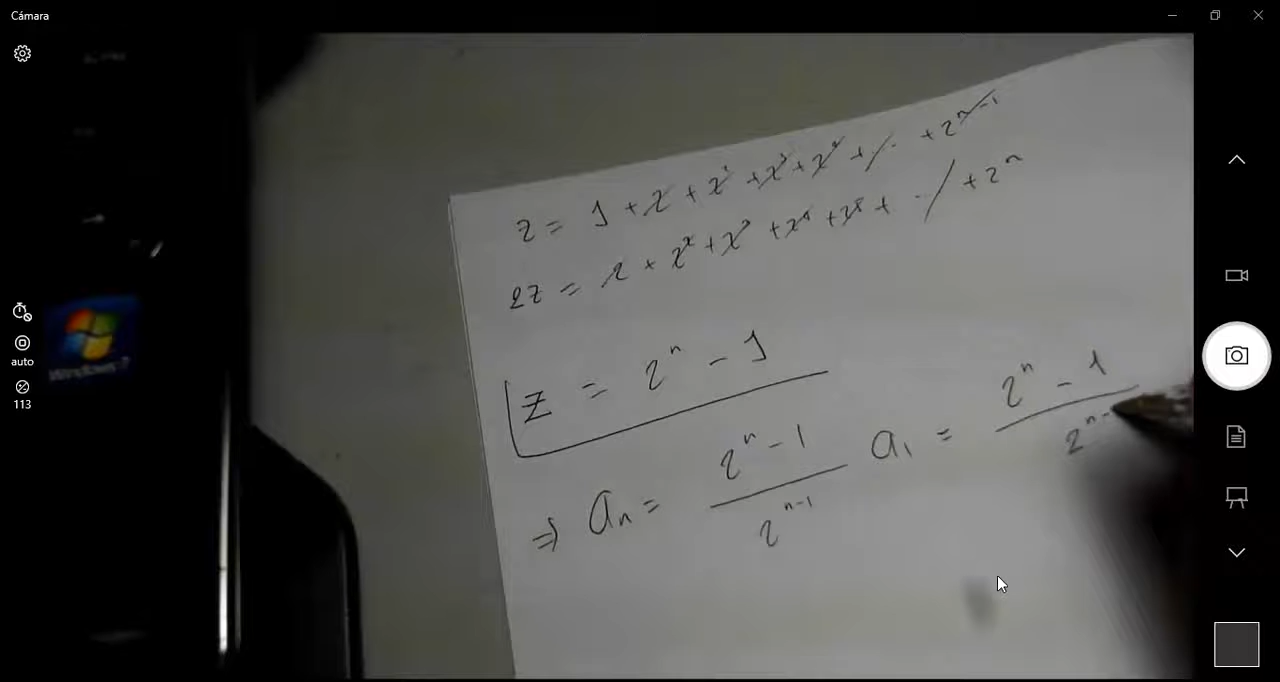 Cámara
z = 1 + 2 + 2² + 2³ + 2⁴ + ... + 2ⁿ⁻¹
2z = 2 + 2² + 2³ + 2⁴ + 2⁵ + ... + 2ⁿ
z = 2ⁿ - 1
⇒ aₙ = (2ⁿ - 1)/(2ⁿ⁻¹) a₁ = (2ⁿ - 1)/(2ⁿ⁻
auto
113